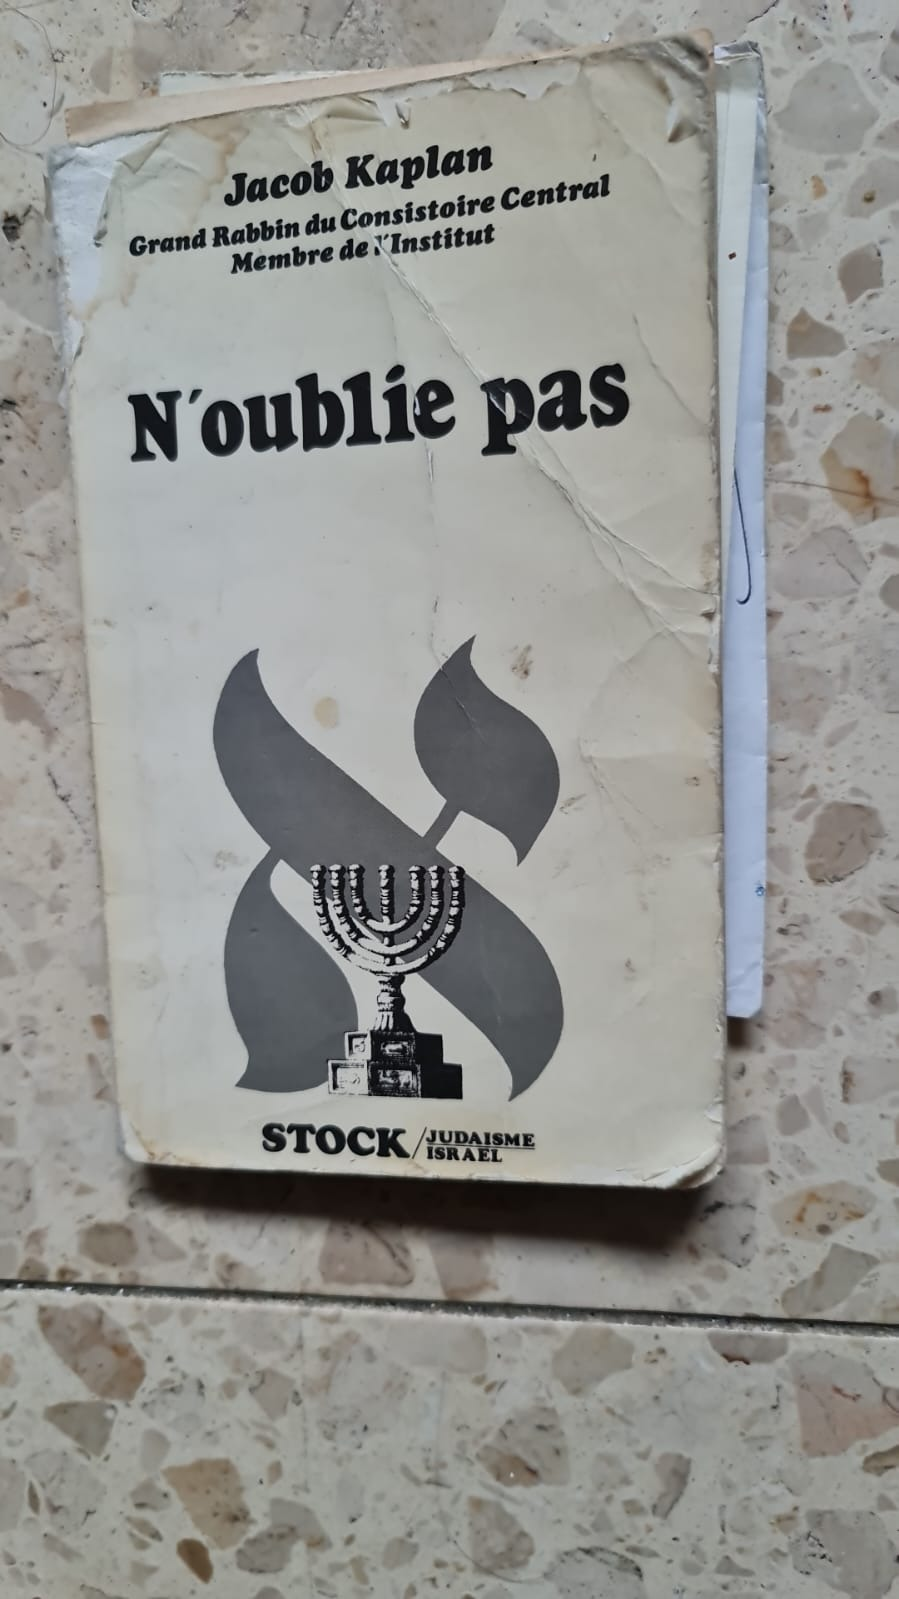 Jacob Kaplan
Grand Rabbin du Consistoire Central
Membre de l'Institut
N'oublie pas
א
STOCK/JUDAISME
ISRAEL